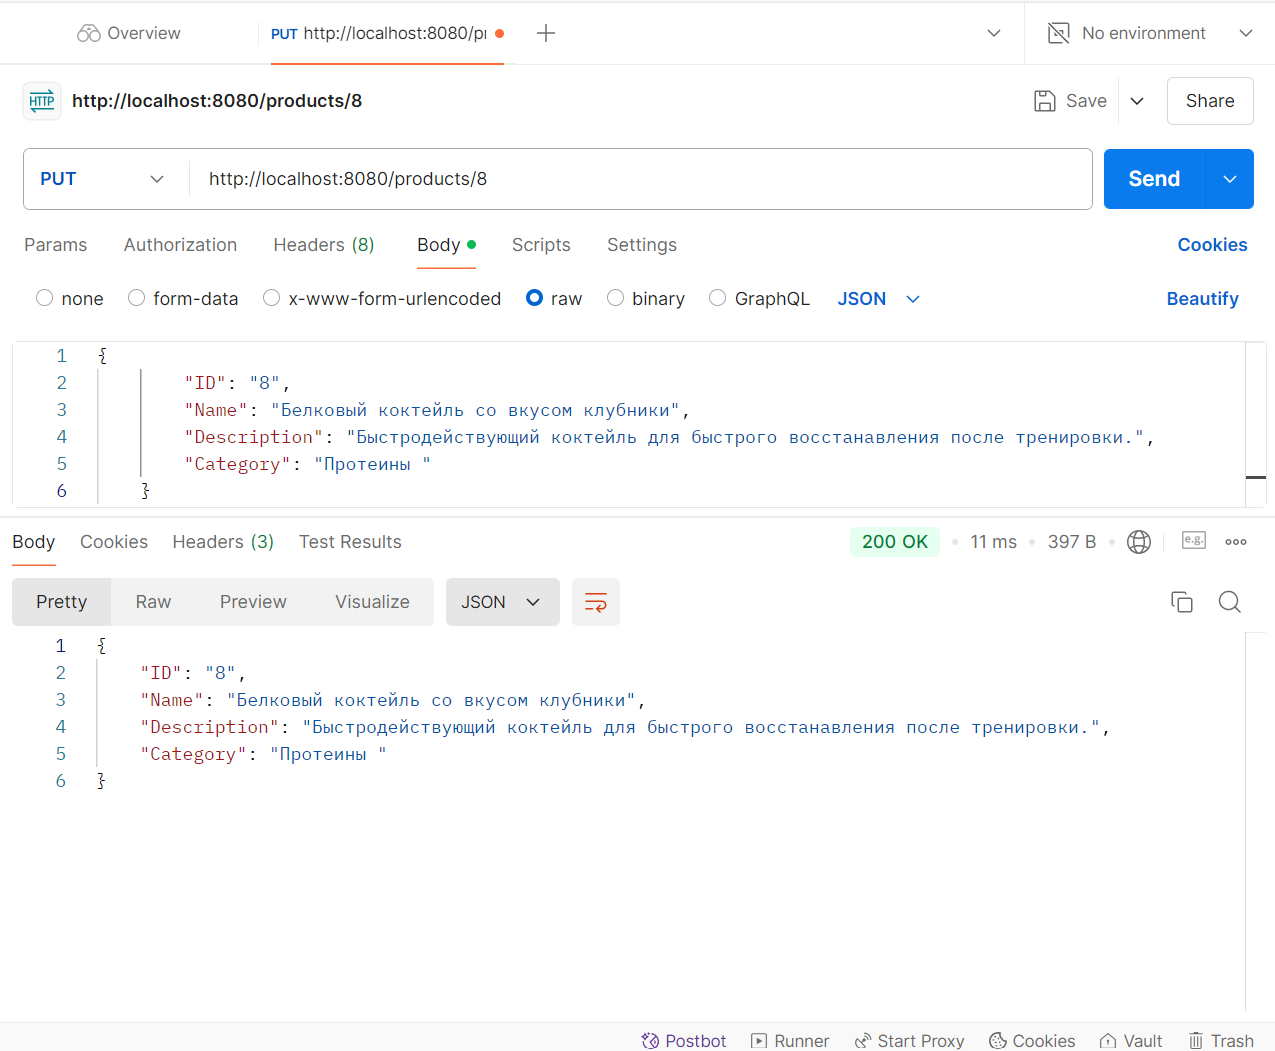 Overview
PUT http://localhost:8080/pr
No environment
HTTP http://localhost:8080/products/8
Save
Share
PUT http://localhost:8080/products/8
Send
Params Authorization Headers (8) Body Scripts Settings Cookies
none form-data x-www-form-urlencoded raw binary GraphQL JSON Beautify
1 {
2 "ID": "8",
3 "Name": "Белковый коктейль со вкусом клубники",
4 "Description": "Быстродействующий коктейль для быстрого восстанавления после тренировки.",
5 "Category": "Протеины "
6 }
Body Cookies Headers (3) Test Results 200 OK 11 ms 397 B e.g.
Pretty Raw Preview Visualize JSON
1 {
2 "ID": "8",
3 "Name": "Белковый коктейль со вкусом клубники",
4 "Description": "Быстродействующий коктейль для быстрого восстанавления после тренировки.",
5 "Category": "Протеины "
6 }
Postbot Runner Start Proxy Cookies Vault Trash